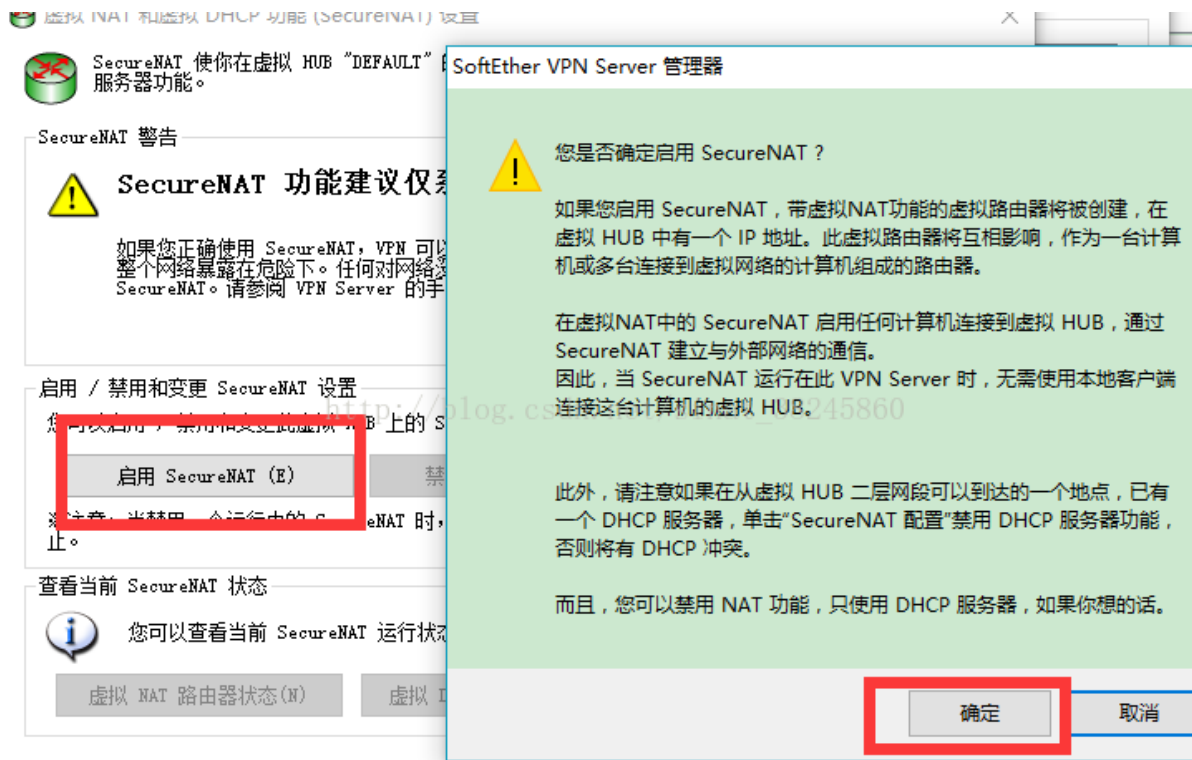 虚拟 NAT 和虚拟 DHCP 功能 (SecureNAT) 设置
SecureNAT 使你在虚拟 HUB "DEFAULT"
服务器功能。
SecureNAT 警告
SecureNAT 功能建议仅
如果您正确使用 SecureNAT，VPN 可以
整个网络暴露在危险下。任何对网络
SecureNAT。请参阅 VPN Server 的手
启用 / 禁用和变更 SecureNAT 设置
启用 SecureNAT (E)
禁
eNAT 时，
止。
查看当前 SecureNAT 状态
您可以查看当前 SecureNAT 运行状态
虚拟 NAT 路由器状态(N)
虚拟 D
SoftEther VPN Server 管理器
您是否确定启用 SecureNAT？
如果您启用 SecureNAT，带虚拟NAT功能的虚拟路由器将被创建，在
虚拟 HUB 中有一个 IP 地址。此虚拟路由器将互相影响，作为一台计算
机或多台连接到虚拟网络的计算机组成的路由器。
在虚拟NAT中的 SecureNAT 启用任何计算机连接到虚拟 HUB，通过
SecureNAT 建立与外部网络的通信。
因此，当 SecureNAT 运行在此 VPN Server 时，无需使用本地客户端
连接这台计算机的虚拟 HUB。
此外，请注意如果在从虚拟 HUB 二层网段可以到达的一个地点，已有
一个 DHCP 服务器，单击“SecureNAT 配置”禁用 DHCP 服务器功能，
否则将有 DHCP 冲突。
而且，您可以禁用 NAT 功能，只使用 DHCP 服务器，如果你想的话。
确定
取消